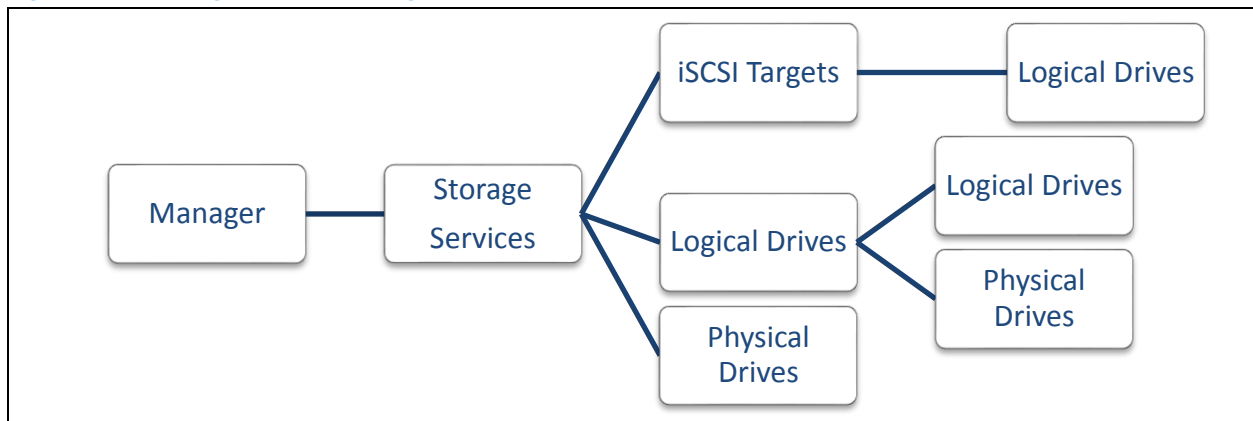 Manager
Storage
Services
iSCSI Targets
Logical Drives
Logical Drives
Logical Drives
Physical
Drives
Physical
Drives